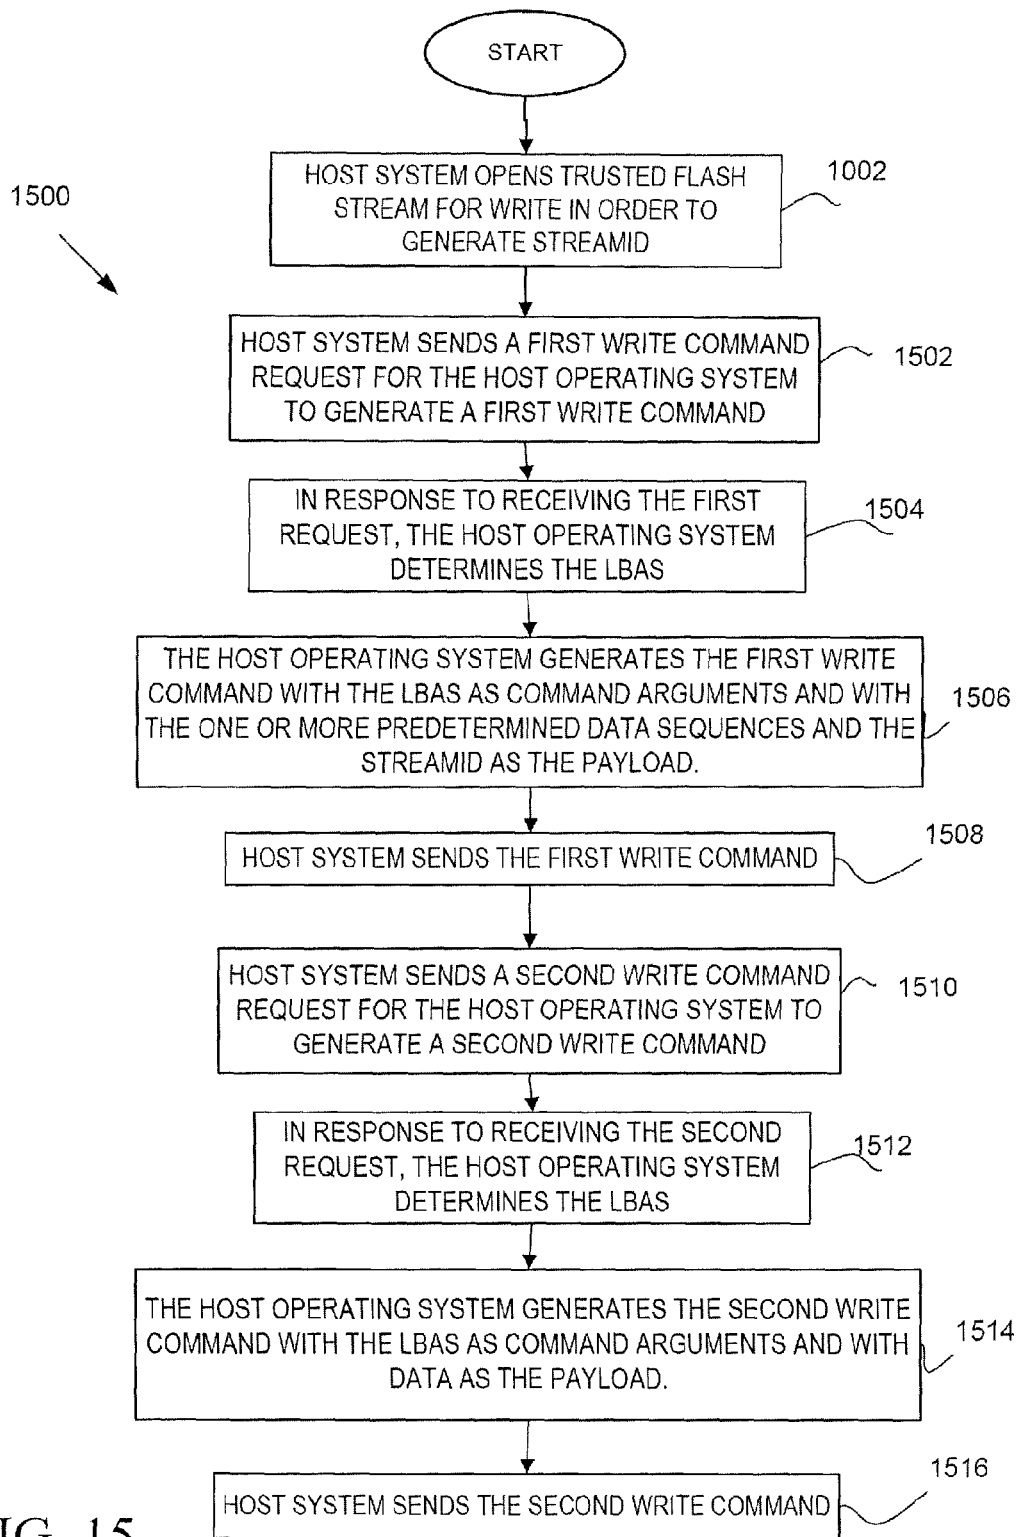 START
1500
HOST SYSTEM OPENS TRUSTED FLASH
STREAM FOR WRITE IN ORDER TO
GENERATE STREAMID
1002
HOST SYSTEM SENDS A FIRST WRITE COMMAND
REQUEST FOR THE HOST OPERATING SYSTEM
TO GENERATE A FIRST WRITE COMMAND
1502
IN RESPONSE TO RECEIVING THE FIRST
REQUEST, THE HOST OPERATING SYSTEM
DETERMINES THE LBAS
1504
THE HOST OPERATING SYSTEM GENERATES THE FIRST WRITE
COMMAND WITH THE LBAS AS COMMAND ARGUMENTS AND WITH
THE ONE OR MORE PREDETERMINED DATA SEQUENCES AND THE
STREAMID AS THE PAYLOAD.
1506
HOST SYSTEM SENDS THE FIRST WRITE COMMAND
1508
HOST SYSTEM SENDS A SECOND WRITE COMMAND
REQUEST FOR THE HOST OPERATING SYSTEM TO
GENERATE A SECOND WRITE COMMAND
1510
IN RESPONSE TO RECEIVING THE SECOND
REQUEST, THE HOST OPERATING SYSTEM
DETERMINES THE LBAS
1512
THE HOST OPERATING SYSTEM GENERATES THE SECOND WRITE
COMMAND WITH THE LBAS AS COMMAND ARGUMENTS AND WITH
DATA AS THE PAYLOAD.
1514
HOST SYSTEM SENDS THE SECOND WRITE COMMAND
1516
15